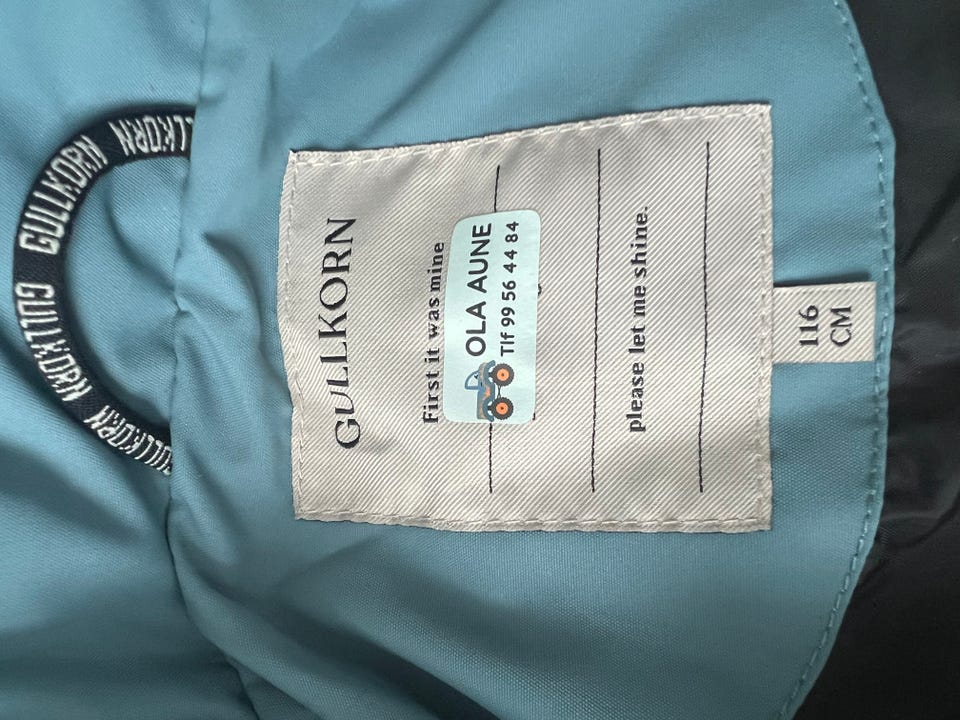 GULLKORN GULLKORN GULLKORN GULLKORN
GULLKORN
First it was mine
OLA AUNE
Tlf 99 56 44 84
please let me shine.
116
CM